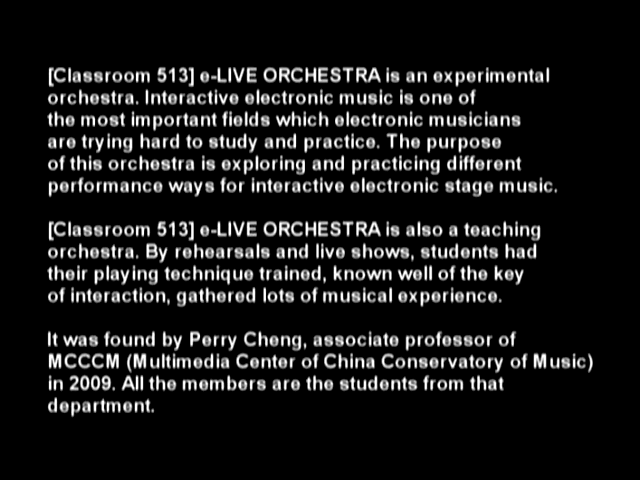 [Classroom 513] e-LIVE ORCHESTRA is an experimental
orchestra. Interactive electronic music is one of
the most important fields which electronic musicians
are trying hard to study and practice. The purpose
of this orchestra is exploring and practicing different
performance ways for interactive electronic stage music.
[Classroom 513] e-LIVE ORCHESTRA is also a teaching
orchestra. By rehearsals and live shows, students had
their playing technique trained, known well of the key
of interaction, gathered lots of musical experience.
It was found by Perry Cheng, associate professor of
MCCCM (Multimedia Center of China Conservatory of Music)
in 2009. All the members are the students from that
department.